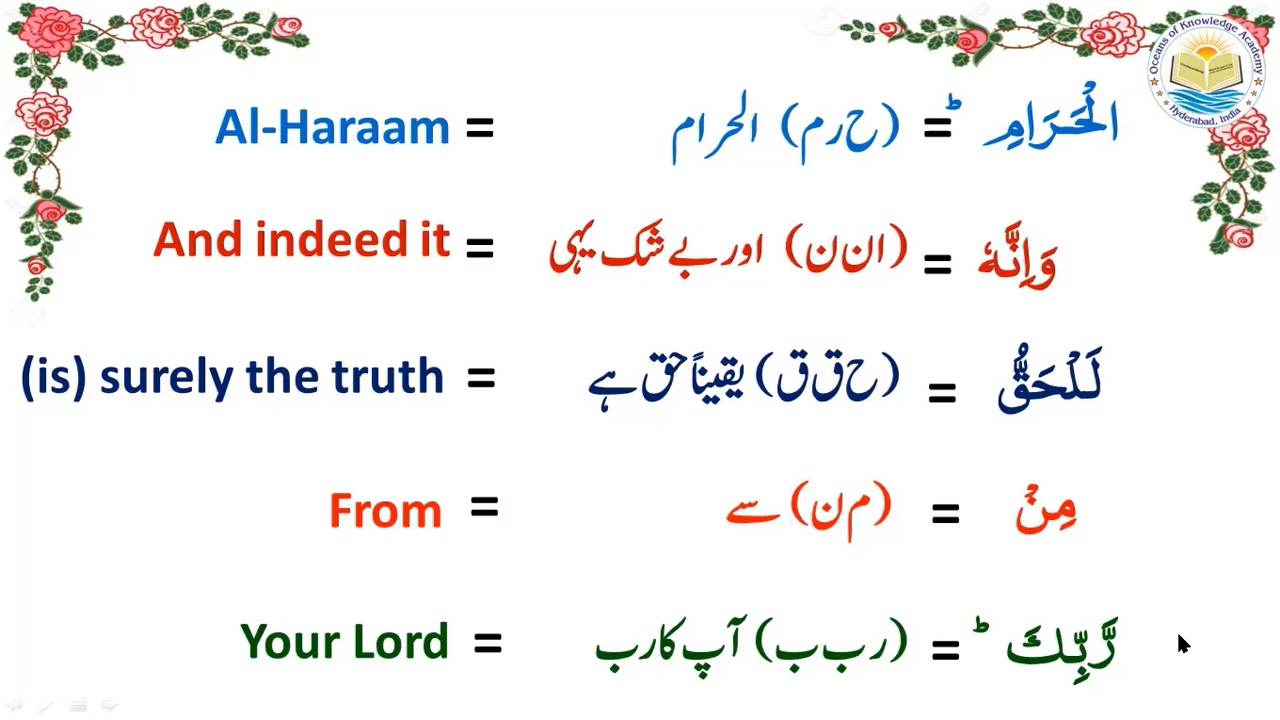 Oceans of Knowledge Academy
Hyderabad, India
Al-Haraam = الحرام (ح ر م) = الْحَرَامِ ؕ
And indeed it = اور بے شک یہی (ان ن) = وَاِنَّهٗ
(is) surely the truth = یقیناً حق ہے (ح ق ق) = لَلْحَقُّ
From = سے (م ن) = مِنْ
Your Lord = آپ کا رب (ر ب ب) = رَّبِّكَ ؕ